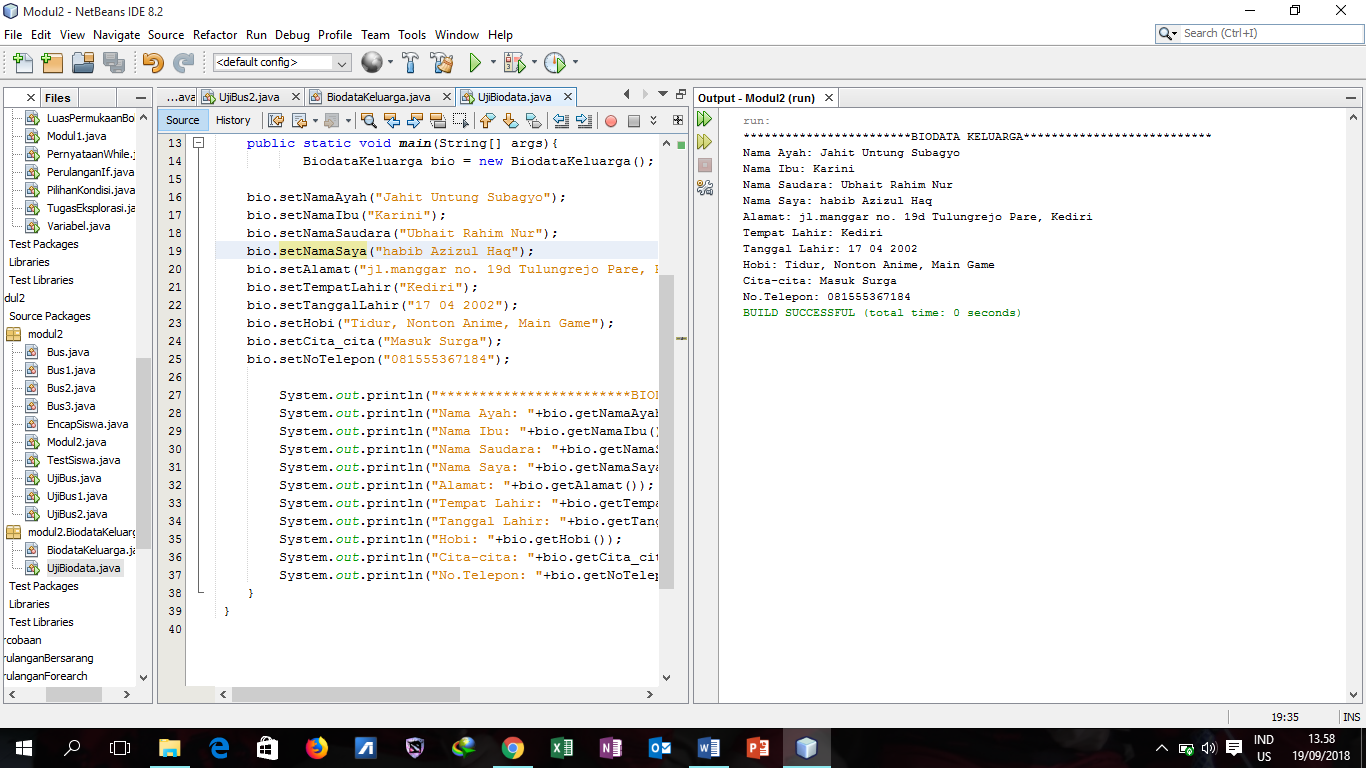 Modul2 - NetBeans IDE 8.2
File Edit View Navigate Source Refactor Run Debug Profile Team Tools Window Help
Search (Ctrl+I)
<default config>
Files
LuasPermukaanBo
Modul1.java
PernyataanWhile.j
PerulanganIf.java
PilihanKondisi.java
TugasEksplorasi.ja
Variabel.java
Test Packages
Libraries
Test Libraries
dul2
Source Packages
modul2
Bus.java
Bus1.java
Bus2.java
Bus3.java
EncapSiswa.java
Modul2.java
TestSiswa.java
UjiBus.java
UjiBus1.java
UjiBus2.java
modul2.BiodataKeluarg
BiodataKeluarga.ja
UjiBiodata.java
Test Packages
Libraries
Test Libraries
rcobaan
rulanganBersarang
rulanganForearch
...ava UjiBus2.java BiodataKeluarga.java UjiBiodata.java
Source History
13 public static void main(String[] args){
14 BiodataKeluarga bio = new BiodataKeluarga();
15
16 bio.setNamaAyah("Jahit Untung Subagyo");
17 bio.setNamaIbu("Karini");
18 bio.setNamaSaudara("Ubhait Rahim Nur");
19 bio.setNamaSaya("habib Azizul Haq");
20 bio.setAlamat("jl.manggar no. 19d Tulungrejo Pare, K
21 bio.setTempatLahir("Kediri");
22 bio.setTanggalLahir("17 04 2002");
23 bio.setHobi("Tidur, Nonton Anime, Main Game");
24 bio.setCita_cita("Masuk Surga");
25 bio.setNoTelepon("081555367184");
26
27 System.out.println("************************BIOD
28 System.out.println("Nama Ayah: "+bio.getNamaAyah
29 System.out.println("Nama Ibu: "+bio.getNamaIbu()
30 System.out.println("Nama Saudara: "+bio.getNamaS
31 System.out.println("Nama Saya: "+bio.getNamaSaya
32 System.out.println("Alamat: "+bio.getAlamat());
33 System.out.println("Tempat Lahir: "+bio.getTempa
34 System.out.println("Tanggal Lahir: "+bio.getTang
35 System.out.println("Hobi: "+bio.getHobi());
36 System.out.println("Cita-cita: "+bio.getCita_cit
37 System.out.println("No.Telepon: "+bio.getNoTelep
38 }
39 }
40
Output - Modul2 (run)
run:
************************BIODATA KELUARGA***************************
Nama Ayah: Jahit Untung Subagyo
Nama Ibu: Karini
Nama Saudara: Ubhait Rahim Nur
Nama Saya: habib Azizul Haq
Alamat: jl.manggar no. 19d Tulungrejo Pare, Kediri
Tempat Lahir: Kediri
Tanggal Lahir: 17 04 2002
Hobi: Tidur, Nonton Anime, Main Game
Cita-cita: Masuk Surga
No.Telepon: 081555367184
BUILD SUCCESSFUL (total time: 0 seconds)
19:35 INS
IND
US
13.58
19/09/2018